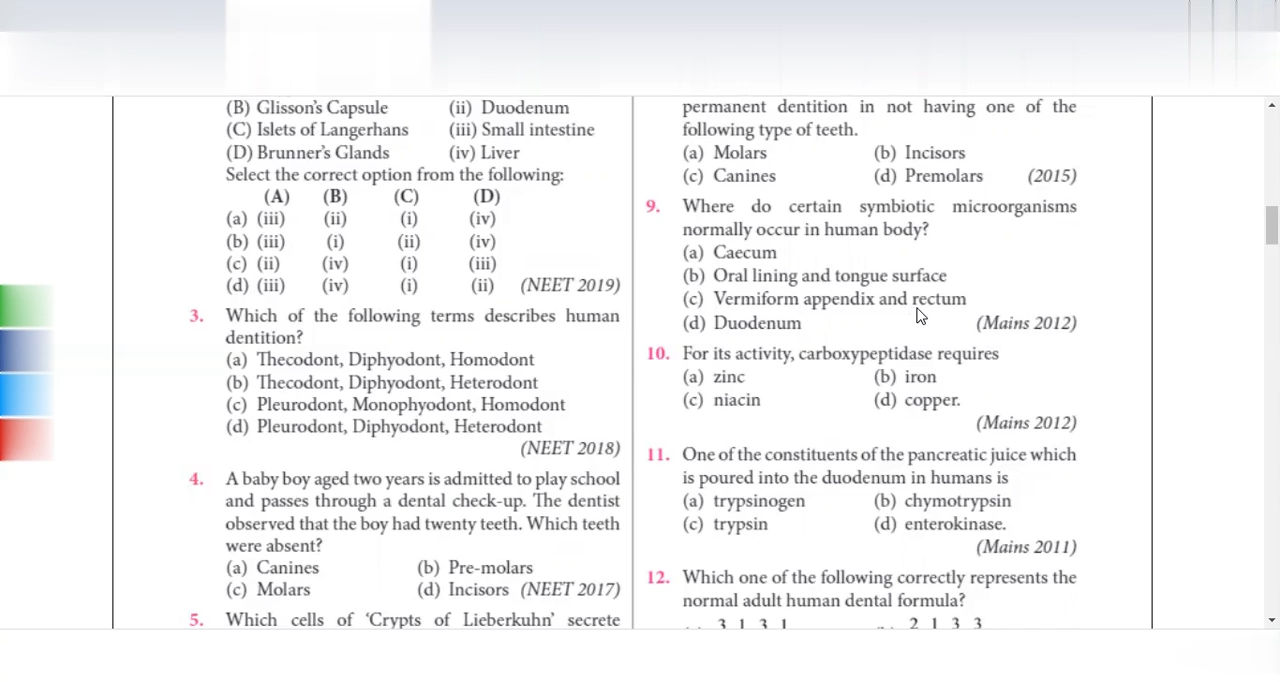 (B) Glisson's Capsule (ii) Duodenum
(C) Islets of Langerhans (iii) Small intestine
(D) Brunner's Glands (iv) Liver
Select the correct option from the following:
(A) (B) (C) (D)
(a) (iii) (ii) (i) (iv)
(b) (iii) (i) (ii) (iv)
(c) (ii) (iv) (i) (iii)
(d) (iii) (iv) (i) (ii) (NEET 2019)
3. Which of the following terms describes human
dentition?
(a) Thecodont, Diphyodont, Homodont
(b) Thecodont, Diphyodont, Heterodont
(c) Pleurodont, Monophyodont, Homodont
(d) Pleurodont, Diphyodont, Heterodont
(NEET 2018)
4. A baby boy aged two years is admitted to play school
and passes through a dental check-up. The dentist
observed that the boy had twenty teeth. Which teeth
were absent?
(a) Canines (b) Pre-molars
(c) Molars (d) Incisors (NEET 2017)
5. Which cells of 'Crypts of Lieberkuhn' secrete
permanent dentition in not having one of the
following type of teeth.
(a) Molars (b) Incisors
(c) Canines (d) Premolars (2015)
9. Where do certain symbiotic microorganisms
normally occur in human body?
(a) Caecum
(b) Oral lining and tongue surface
(c) Vermiform appendix and rectum
(d) Duodenum (Mains 2012)
10. For its activity, carboxypeptidase requires
(a) zinc (b) iron
(c) niacin (d) copper.
(Mains 2012)
11. One of the constituents of the pancreatic juice which
is poured into the duodenum in humans is
(a) trypsinogen (b) chymotrypsin
(c) trypsin (d) enterokinase.
(Mains 2011)
12. Which one of the following correctly represents the
normal adult human dental formula?